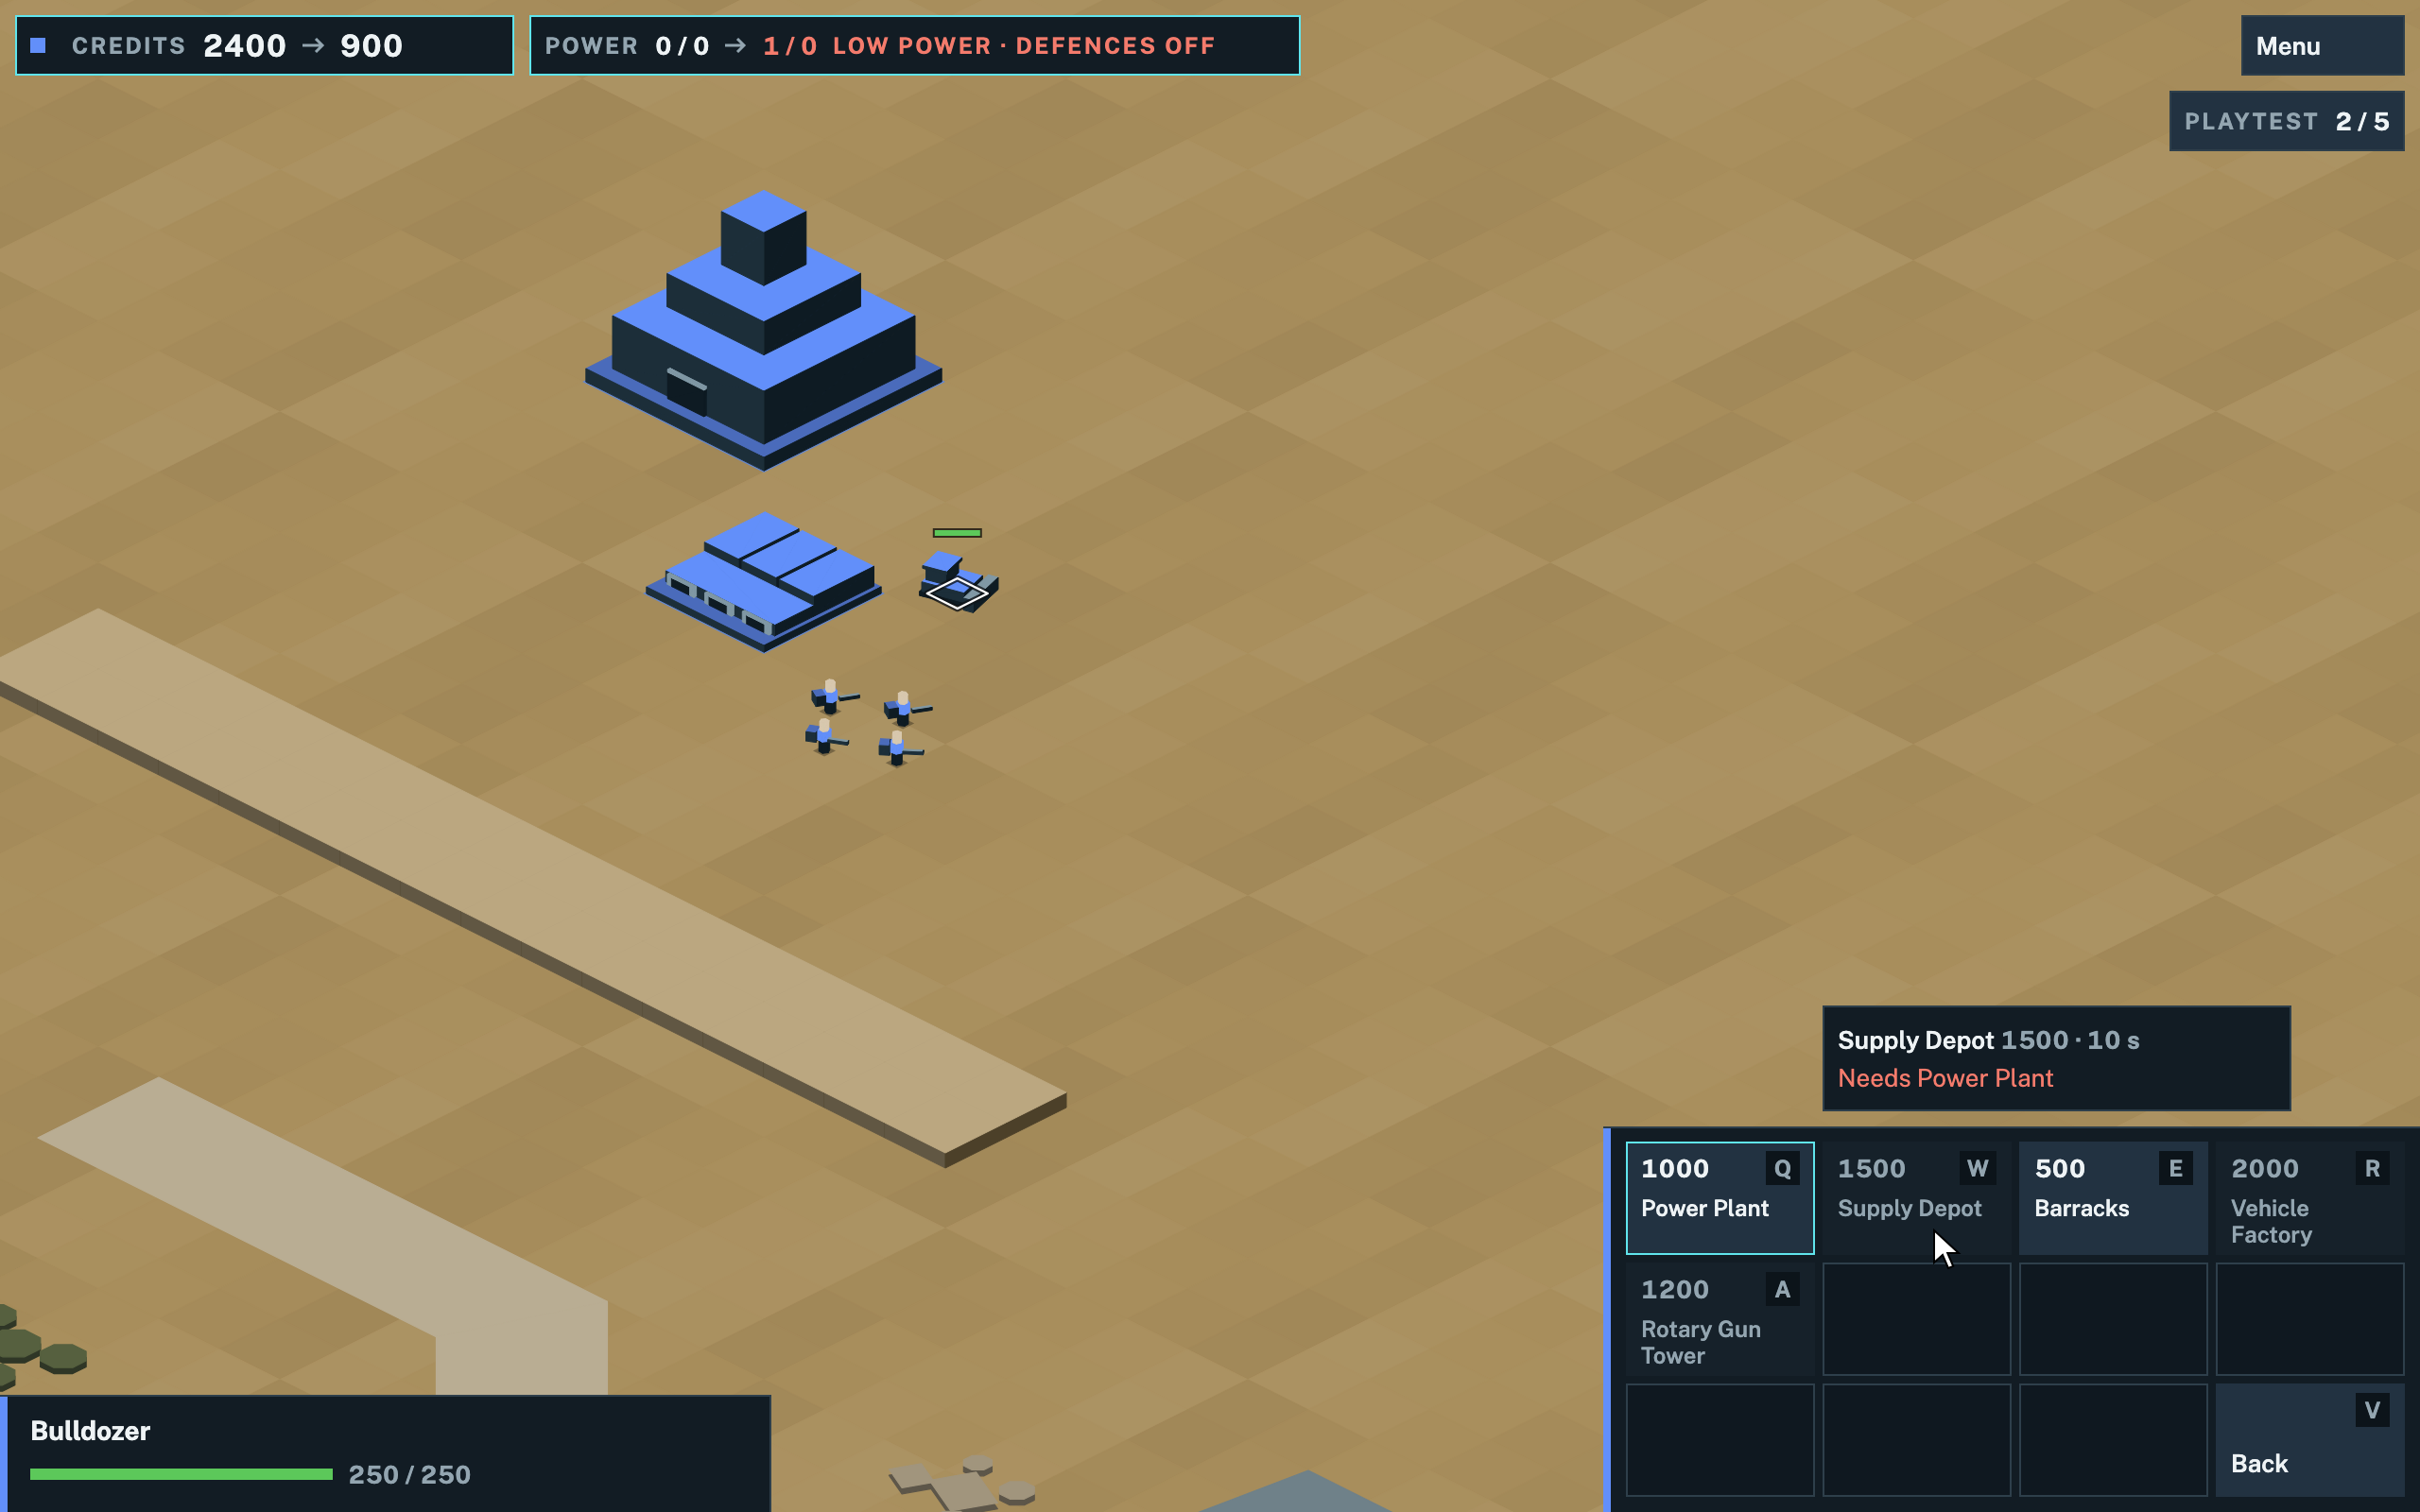 CREDITS 2400 → 900
POWER 0/0 → 1/0 LOW POWER · DEFENCES OFF
Menu
PLAYTEST 2/5
Supply Depot 1500 · 10 s
Needs Power Plant
1000 Q
Power Plant
1500 W
Supply Depot
500 E
Barracks
2000 R
Vehicle
Factory
1200 A
Rotary Gun
Tower
V
Back
Bulldozer
250 / 250